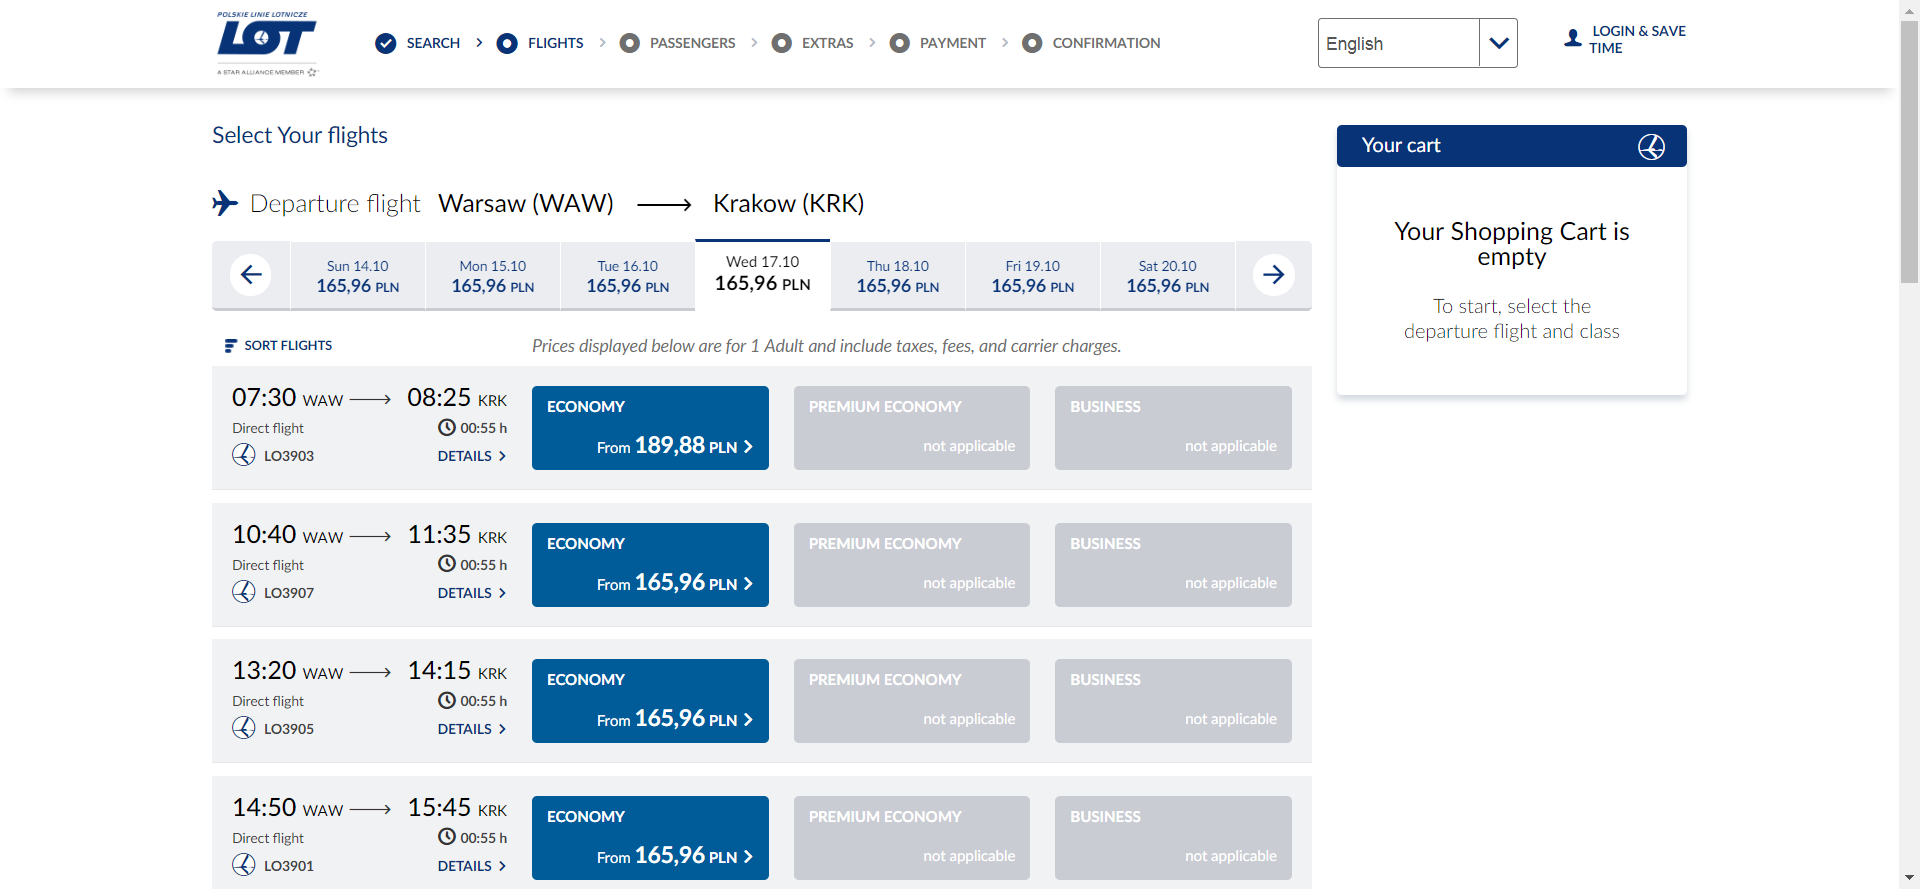 POLSKIE LINIE LOTNICZE
LOT
A STAR ALLIANCE MEMBER
SEARCH
FLIGHTS
PASSENGERS
EXTRAS
PAYMENT
CONFIRMATION
English
LOGIN & SAVE
TIME
Select Your flights
Departure flight Warsaw (WAW) Krakow (KRK)
Sun 14.10
165,96 PLN
Mon 15.10
165,96 PLN
Tue 16.10
165,96 PLN
Wed 17.10
165,96 PLN
Thu 18.10
165,96 PLN
Fri 19.10
165,96 PLN
Sat 20.10
165,96 PLN
SORT FLIGHTS
Prices displayed below are for 1 Adult and include taxes, fees, and carrier charges.
07:30 WAW 08:25 KRK
Direct flight 00:55 h
LO3903 DETAILS
ECONOMY
From 189,88 PLN
PREMIUM ECONOMY
not applicable
BUSINESS
not applicable
10:40 WAW 11:35 KRK
Direct flight 00:55 h
LO3907 DETAILS
ECONOMY
From 165,96 PLN
PREMIUM ECONOMY
not applicable
BUSINESS
not applicable
13:20 WAW 14:15 KRK
Direct flight 00:55 h
LO3905 DETAILS
ECONOMY
From 165,96 PLN
PREMIUM ECONOMY
not applicable
BUSINESS
not applicable
14:50 WAW 15:45 KRK
Direct flight 00:55 h
LO3901 DETAILS
ECONOMY
From 165,96 PLN
PREMIUM ECONOMY
not applicable
BUSINESS
not applicable
Your cart
Your Shopping Cart is
empty
To start, select the
departure flight and class